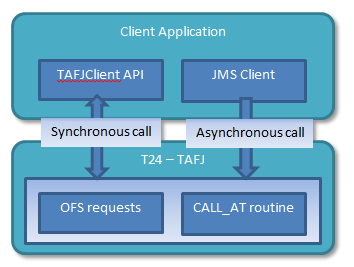 Client Application
TAFJClient API
JMS Client
Synchronous call
Asynchronous call
T24 – TAFJ
OFS requests
CALL_AT routine